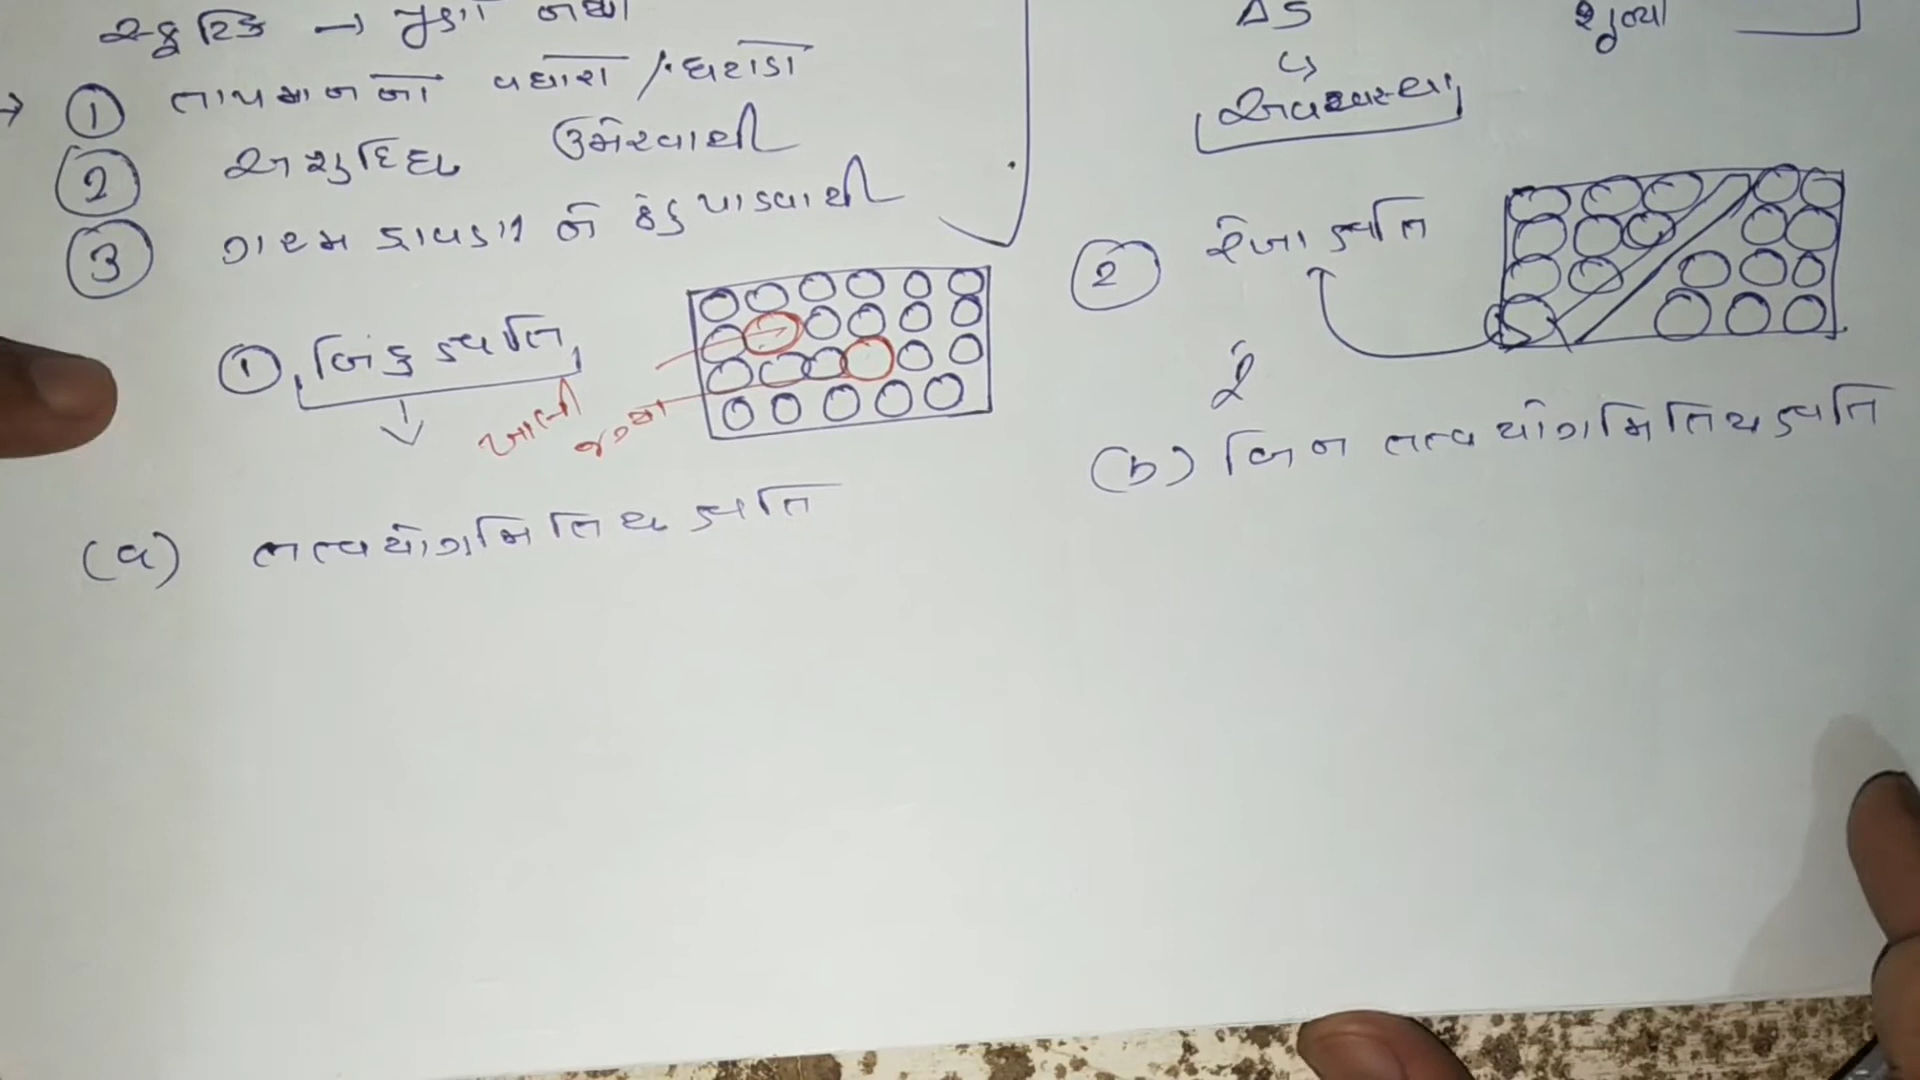 સ્ફટિક →
→ ① તાપમાનનો વધારો / ઘટાડો
② અશુદ્ધિ ઉમેરવાથી
③ ગરમ દ્રાવણને ઠંડુ પાડવાથી
① બિંદુ ક્ષતિ
ખાલી
જગ્યા
(a) તત્વયોગમિતિય ક્ષતિ
ΔS
↳
અવ્યવસ્થા
શૂન્ય
② રેખા ક્ષતિ
(b) બિન તત્વયોગમિતિય ક્ષતિ